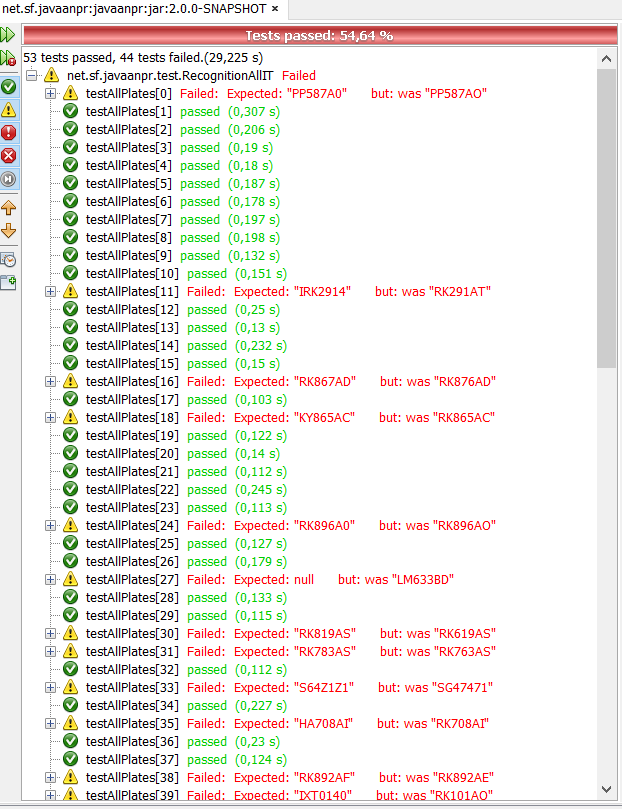 net.sf.javaanpr:javaanpr:jar:2.0.0-SNAPSHOT ×
Tests passed: 54,64 %
53 tests passed, 44 tests failed.(29,225 s)
net.sf.javaanpr.test.RecognitionAllIT Failed
testAllPlates[0] Failed: Expected: "PP587A0" but: was "PP587AO"
testAllPlates[1] passed (0,307 s)
testAllPlates[2] passed (0,206 s)
testAllPlates[3] passed (0,19 s)
testAllPlates[4] passed (0,18 s)
testAllPlates[5] passed (0,187 s)
testAllPlates[6] passed (0,178 s)
testAllPlates[7] passed (0,197 s)
testAllPlates[8] passed (0,198 s)
testAllPlates[9] passed (0,132 s)
testAllPlates[10] passed (0,151 s)
testAllPlates[11] Failed: Expected: "IRK2914" but: was "RK291AT"
testAllPlates[12] passed (0,25 s)
testAllPlates[13] passed (0,13 s)
testAllPlates[14] passed (0,232 s)
testAllPlates[15] passed (0,15 s)
testAllPlates[16] Failed: Expected: "RK867AD" but: was "RK876AD"
testAllPlates[17] passed (0,103 s)
testAllPlates[18] Failed: Expected: "KY865AC" but: was "RK865AC"
testAllPlates[19] passed (0,122 s)
testAllPlates[20] passed (0,14 s)
testAllPlates[21] passed (0,112 s)
testAllPlates[22] passed (0,245 s)
testAllPlates[23] passed (0,113 s)
testAllPlates[24] Failed: Expected: "RK896A0" but: was "RK896AO"
testAllPlates[25] passed (0,127 s)
testAllPlates[26] passed (0,179 s)
testAllPlates[27] Failed: Expected: null but: was "LM633BD"
testAllPlates[28] passed (0,133 s)
testAllPlates[29] passed (0,115 s)
testAllPlates[30] Failed: Expected: "RK819AS" but: was "RK619AS"
testAllPlates[31] Failed: Expected: "RK783AS" but: was "RK763AS"
testAllPlates[32] passed (0,112 s)
testAllPlates[33] Failed: Expected: "S64Z1Z1" but: was "SG47471"
testAllPlates[34] passed (0,227 s)
testAllPlates[35] Failed: Expected: "HA708AI" but: was "RK708AI"
testAllPlates[36] passed (0,23 s)
testAllPlates[37] passed (0,124 s)
testAllPlates[38] Failed: Expected: "RK892AF" but: was "RK892AE"
testAllPlates[39] Failed: Expected: "IXT0140" but: was "RK101AO"